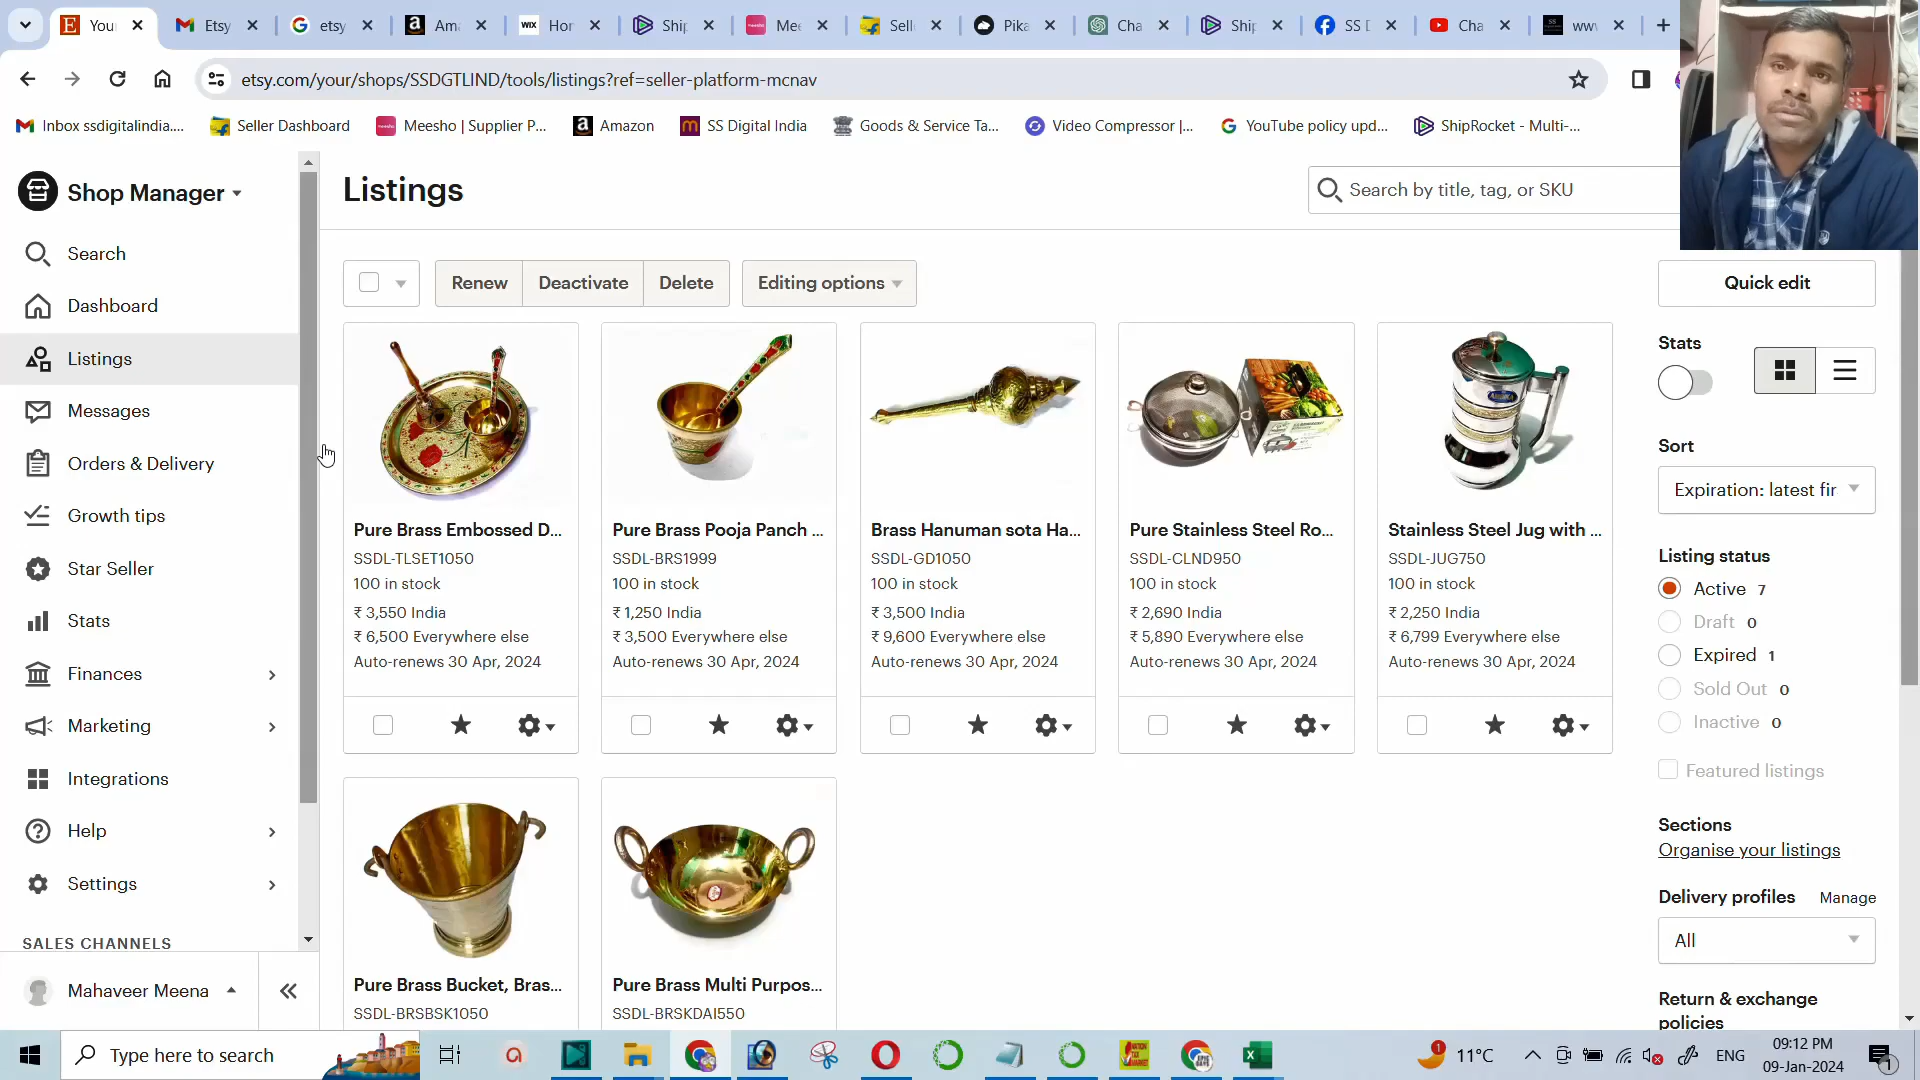 You
Etsy
etsy
Am
WIX Hor
Ship
Mee
Sell
Pika
Cha
Ship
SS D
Cha
www
etsy.com/your/shops/SSDGTLIND/tools/listings?ref=seller-platform-mcnav
Inbox ssdigitalindia....
Seller Dashboard
Meesho | Supplier P...
Amazon
SS Digital India
Goods & Service Ta...
Video Compressor |...
YouTube policy upd...
ShipRocket - Multi-...
Shop Manager
Search
Dashboard
Listings
Messages
Orders & Delivery
Growth tips
Star Seller
Stats
Finances
Marketing
Integrations
Help
Settings
SALES CHANNELS
Mahaveer Meena
Listings
Search by title, tag, or SKU
Renew
Deactivate
Delete
Editing options
Pure Brass Embossed D...
SSDL-TLSET1050
100 in stock
₹ 3,550 India
₹ 6,500 Everywhere else
Auto-renews 30 Apr, 2024
Pure Brass Pooja Panch ...
SSDL-BRS1999
100 in stock
₹ 1,250 India
₹ 3,500 Everywhere else
Auto-renews 30 Apr, 2024
Brass Hanuman sota Ha...
SSDL-GD1050
100 in stock
₹ 3,500 India
₹ 9,600 Everywhere else
Auto-renews 30 Apr, 2024
Pure Stainless Steel Ro...
SSDL-CLND950
100 in stock
₹ 2,690 India
₹ 5,890 Everywhere else
Auto-renews 30 Apr, 2024
Stainless Steel Jug with ...
SSDL-JUG750
100 in stock
₹ 2,250 India
₹ 6,799 Everywhere else
Auto-renews 30 Apr, 2024
Pure Brass Bucket, Bras...
SSDL-BRSBSK1050
Pure Brass Multi Purpos...
SSDL-BRSKDAI550
Quick edit
Stats
Sort
Expiration: latest fir
Listing status
Active 7
Draft 0
Expired 1
Sold Out 0
Inactive 0
Featured listings
Sections
Organise your listings
Delivery profiles Manage
All
Return & exchange
policies
Type here to search
11°C
ENG
09:12 PM
09-Jan-2024